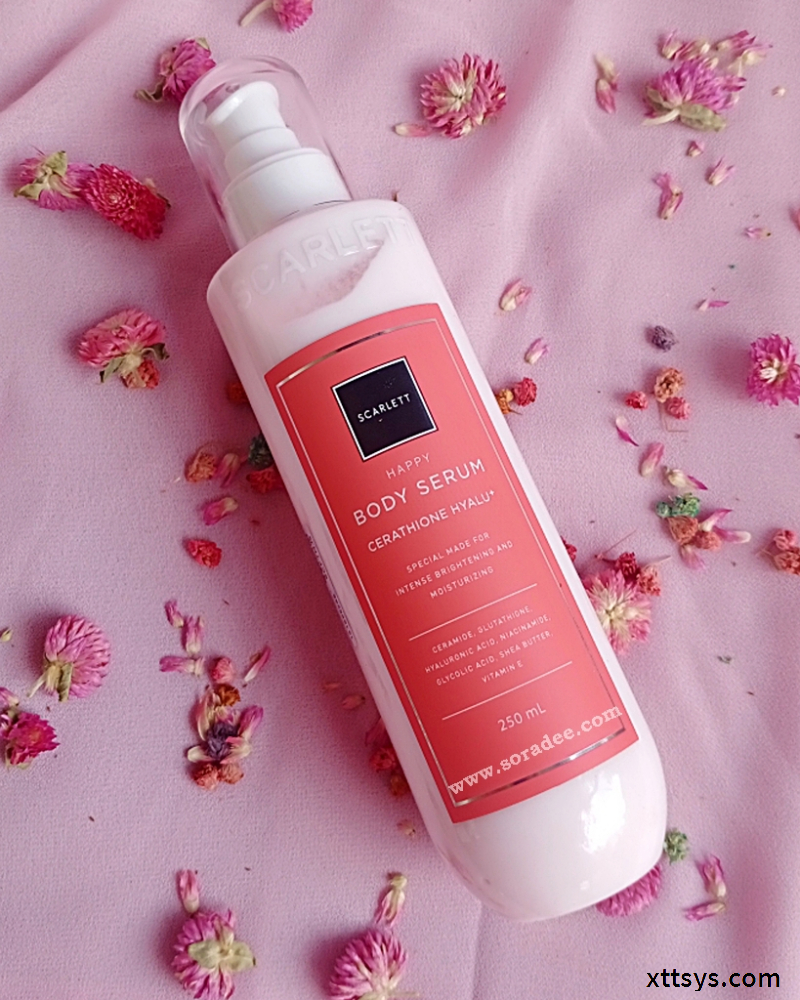 SCARLETT
SCARLETT
HAPPY
BODY SERUM
CERATHIONE HYALU+
SPECIAL MADE FOR
INTENSE BRIGHTENING AND
MOISTURIZING
CERAMIDE, GLUTATHIONE,
HYALURONIC ACID, NIACINAMIDE,
GLYCOLIC ACID, SHEA BUTTER,
VITAMIN E
250 mL
www.soradee.com
xttsys.com